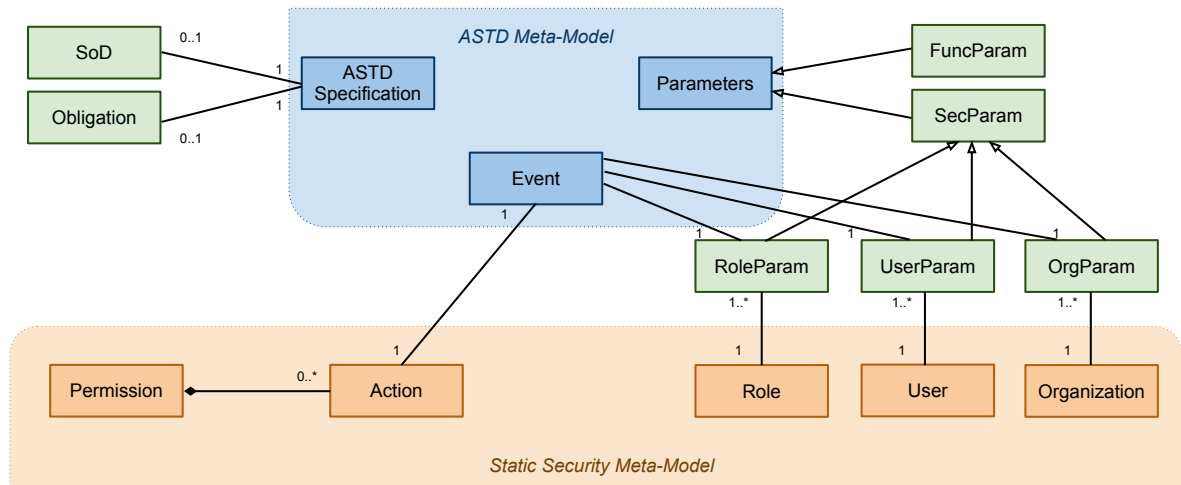 ASTD Meta-Model
SoD
0..1
1
ASTD
Specification
Parameters
FuncParam
Obligation
1
0..1
SecParam
Event
1
1
1
1
RoleParam
UserParam
OrgParam
1..*
1..*
1..*
1
1
1
1
Permission
0..*
Action
Role
User
Organization
Static Security Meta-Model